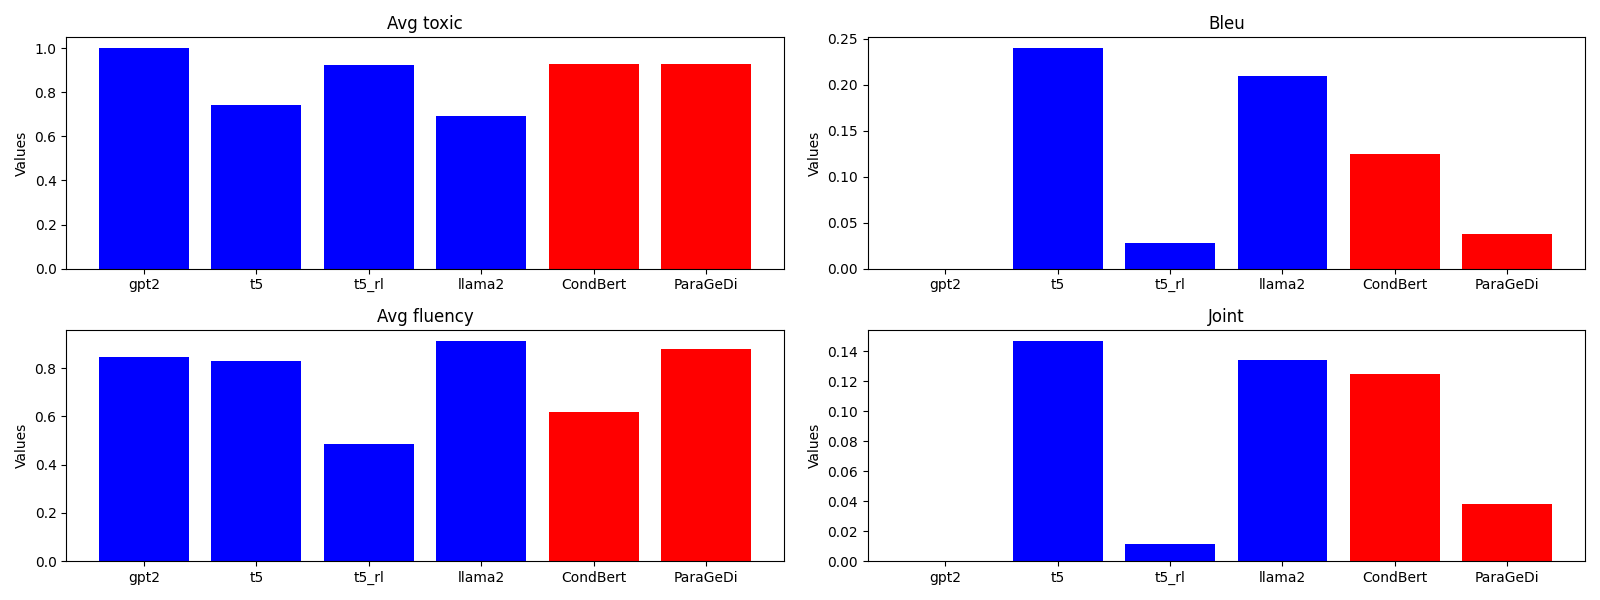 Avg toxic
Values
1.0
0.8
0.6
0.4
0.2
0.0
gpt2 t5 t5_rl llama2 CondBert ParaGeDi
Bleu
Values
0.25
0.20
0.15
0.10
0.05
0.00
gpt2 t5 t5_rl llama2 CondBert ParaGeDi
Avg fluency
Values
0.8
0.6
0.4
0.2
0.0
gpt2 t5 t5_rl llama2 CondBert ParaGeDi
Joint
Values
0.14
0.12
0.10
0.08
0.06
0.04
0.02
0.00
gpt2 t5 t5_rl llama2 CondBert ParaGeDi